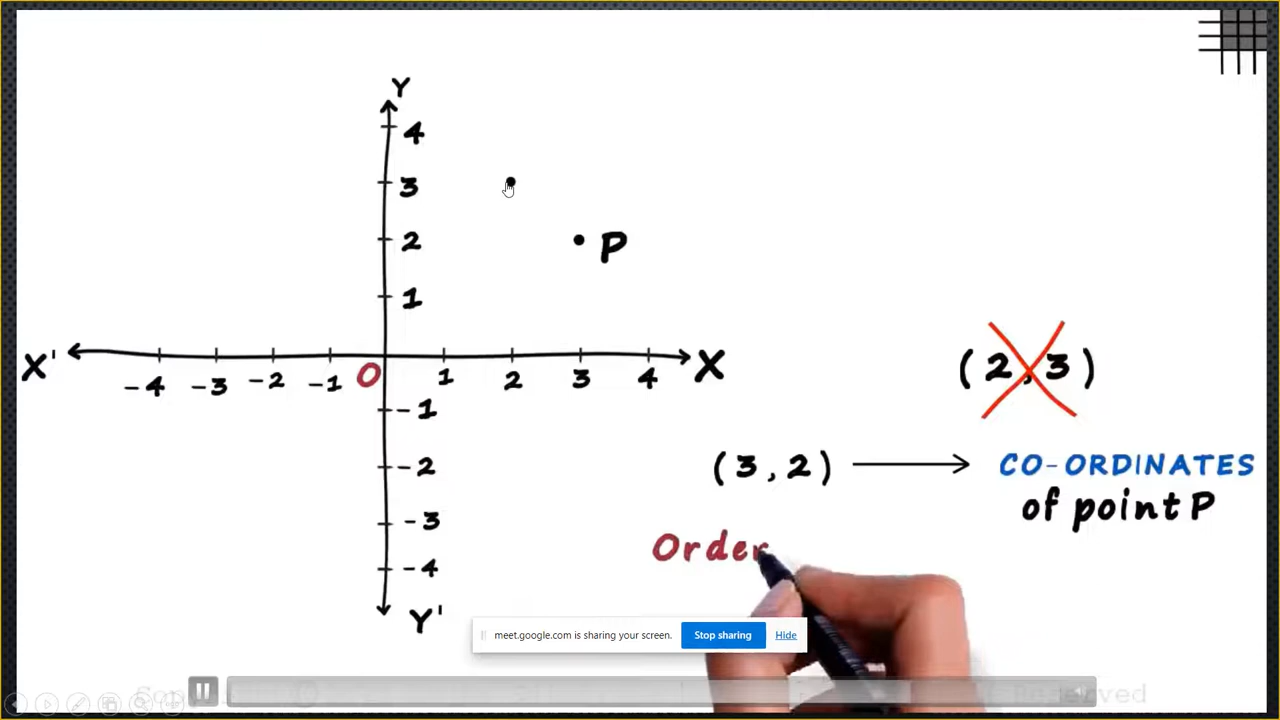 Y
4
3
2
P
1
X' -4 -3 -2 -1 O 1 2 3 4 X
-1
-2
-3
-4
Y'
(2,3)
(3,2) CO-ORDINATES
of point P
Order
meet.google.com is sharing your screen. Stop sharing Hide